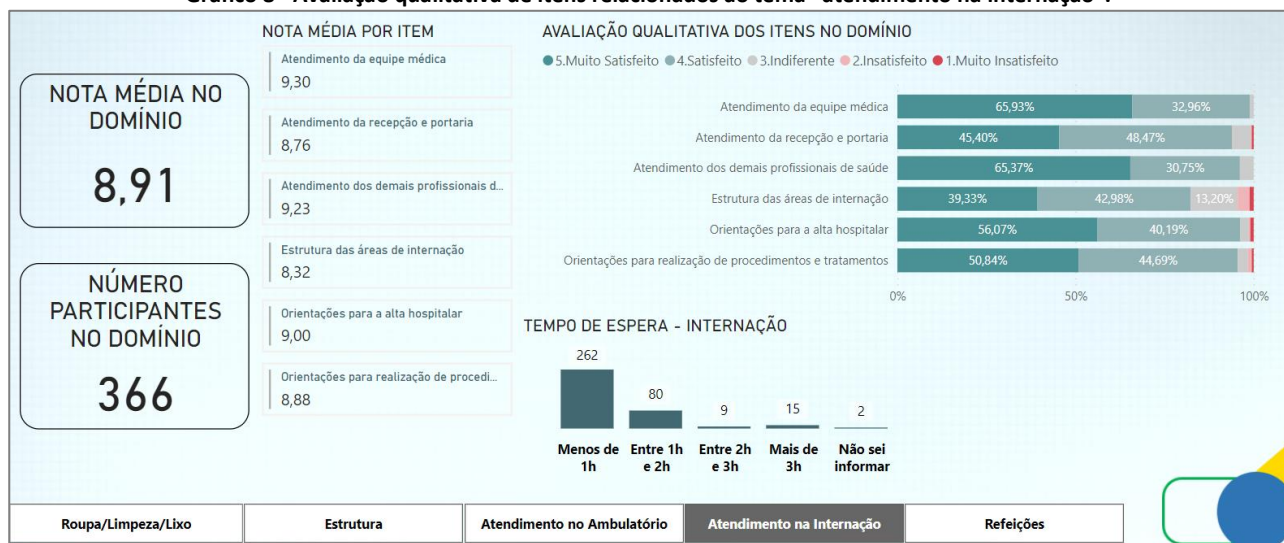 NOTA MÉDIA NO
DOMÍNIO
8,91
NÚMERO
PARTICIPANTES
NO DOMÍNIO
366
NOTA MÉDIA POR ITEM
Atendimento da equipe médica
9,30
Atendimento da recepção e portaria
8,76
Atendimento dos demais profissionais d...
9,23
Estrutura das áreas de internação
8,32
Orientações para a alta hospitalar
9,00
Orientações para realização de procedi...
8,88
AVALIAÇÃO QUALITATIVA DOS ITENS NO DOMÍNIO
5.Muito Satisfeito 4.Satisfeito 3.Indiferente 2.Insatisfeito 1.Muito Insatisfeito
Atendimento da equipe médica 65,93% 32,96%
Atendimento da recepção e portaria 45,40% 48,47%
Atendimento dos demais profissionais de saúde 65,37% 30,75%
Estrutura das áreas de internação 39,33% 42,98% 13,20%
Orientações para a alta hospitalar 56,07% 40,19%
Orientações para realização de procedimentos e tratamentos 50,84% 44,69%
0% 50% 100%
TEMPO DE ESPERA - INTERNAÇÃO
262 80 9 15 2
Menos de 1h Entre 1h e 2h Entre 2h e 3h Mais de 3h Não sei informar
Roupa/Limpeza/Lixo Estrutura Atendimento no Ambulatório Atendimento na Internação Refeições